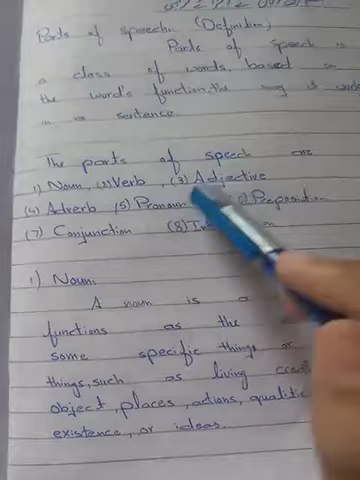 Parts of speech. (Definition)
Parts of Speech is
a class of words, based on
the word's function, the way it works
in a sentence.
The parts of speech are
1) Noun, (2) Verb, (3) Adjective
(4) Adverb, (5) Pronoun Preposition
(7) Conjunction (8)
1) Noun.
A noun is a
functions as the
some specific things or
things, such as living
object, places, actions,
existence, or ideas.